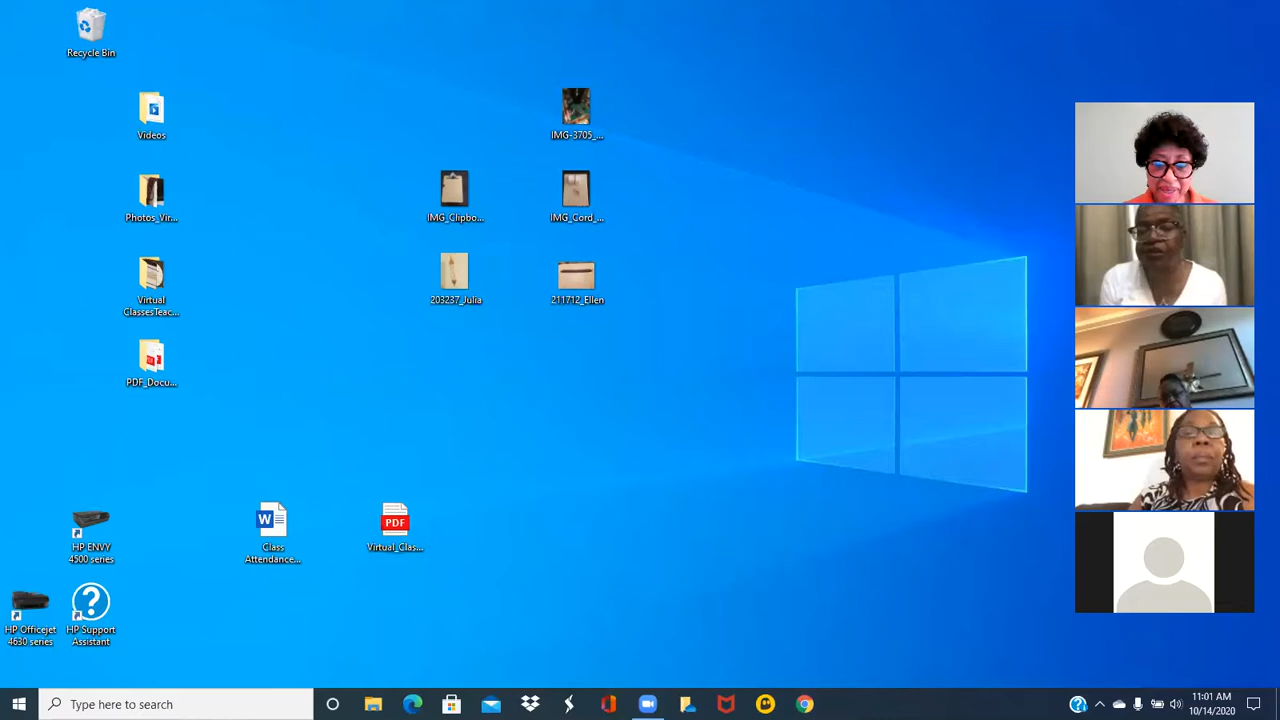 Recycle Bin
Videos
IMG-3705_...
Photos_Vir...
IMG_Clipbo...
IMG_Cord_...
Virtual
ClassesTeac...
203237_Julia
211712_Ellen
PDF_Docu...
HP ENVY
4500 series
W
Class
Attendance...
PDF
Virtual_Clas...
HP Officejet
4630 series
?
HP Support
Assistant
Type here to search
?
11:01 AM
10/14/2020